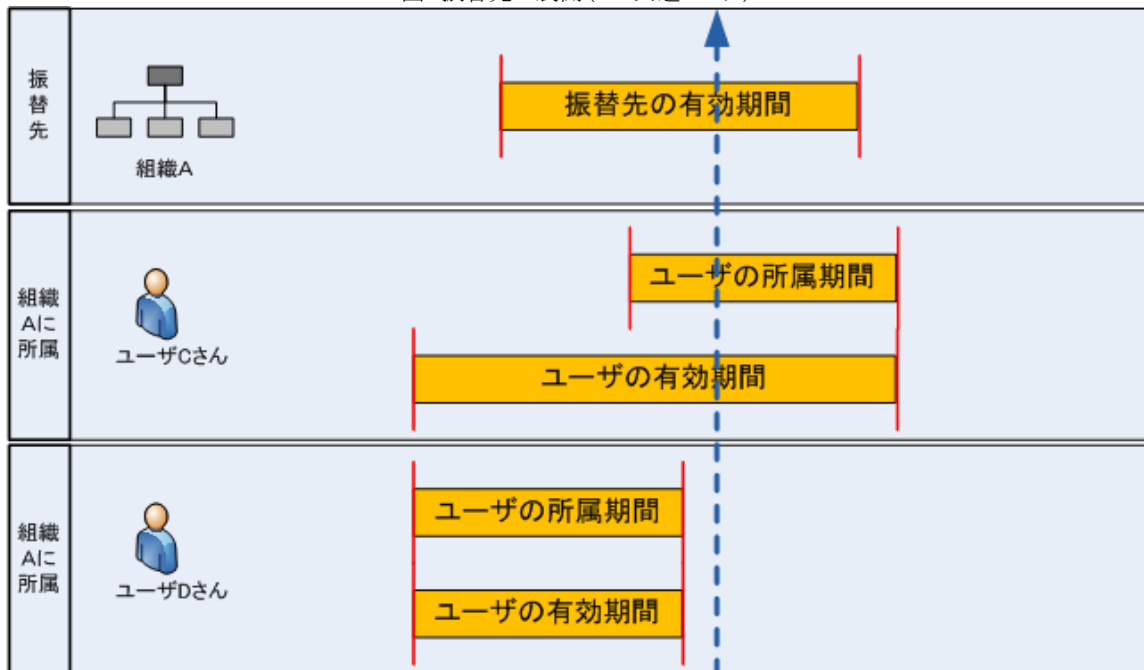 振
替
先
組織A
振替先の有効期間
組織
Aに
所属
ユーザCさん
ユーザの所属期間
ユーザの有効期間
組織
Aに
所属
ユーザDさん
ユーザの所属期間
ユーザの有効期間